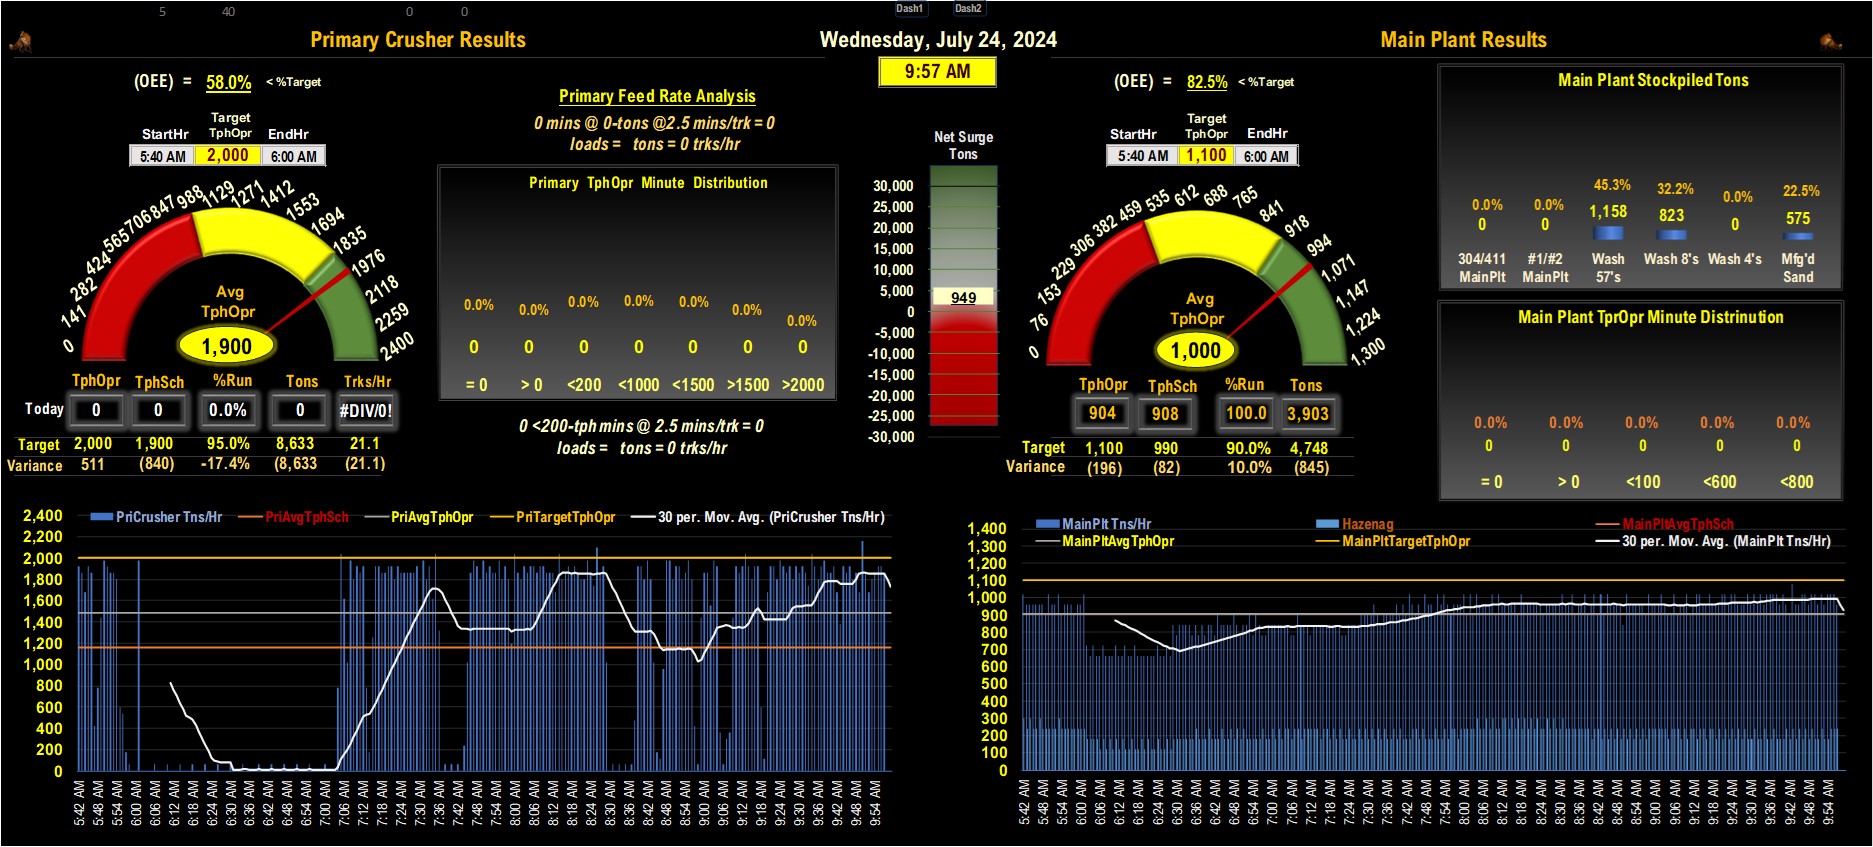 5 40 0 0 Dash1 Dash2
Primary Crusher Results
Wednesday, July 24, 2024
Main Plant Results
9:57 AM
(OEE) = 58.0% < %Target
Target
StartHr TphOpr EndHr
5:40 AM 2,000 6:00 AM
0 141 282 424 565 706 847 988 1129 1271 1412 1553 1694 1835 1976 2118 2259 2400
Avg
TphOpr
1,900
TphOpr TphSch %Run Tons Trks/Hr
Today 0 0 0.0% 0 #DIV/0!
Target 2,000 1,900 95.0% 8,633 21.1
Variance 511 (840) -17.4% (8,633 (21.1)
Primary Feed Rate Analysis
0 mins @ 0-tons @2.5 mins/trk = 0
loads = tons = 0 trks/hr
Primary TphOpr Minute Distribution
0.0% 0.0% 0.0% 0.0% 0.0% 0.0% 0.0%
0 0 0 0 0 0 0
= 0 > 0 <200 <1000 <1500 >1500 >2000
0 <200-tph mins @ 2.5 mins/trk = 0
loads = tons = 0 trks/hr
Net Surge
Tons
30,000
25,000
20,000
15,000
10,000
5,000
949
0
-5,000
-10,000
-15,000
-20,000
-25,000
-30,000
(OEE) = 82.5% < %Target
Target
StartHr TphOpr EndHr
5:40 AM 1,100 6:00 AM
0 76 153 229 306 382 459 535 612 688 765 841 918 994 1,071 1,147 1,224 1,300
Avg
TphOpr
1,000
TphOpr TphSch %Run Tons
904 908 100.0 3,903
Target 1,100 990 90.0% 4,748
Variance (196) (82) 10.0% (845)
Main Plant Stockpiled Tons
0.0% 0.0% 45.3% 32.2% 0.0% 22.5%
0 0 1,158 823 0 575
304/411 #1/#2 Wash Wash 8's Wash 4's Mfg'd
MainPlt MainPlt 57's Sand
Main Plant TprOpr Minute Distrinution
0.0% 0.0% 0.0% 0.0% 0.0%
0 0 0 0 0
= 0 > 0 <100 <600 <800
PriCrusher Tns/Hr PriAvgTphSch PriAvgTphOpr PriTargetTphOpr 30 per. Mov. Avg. (PriCrusher Tns/Hr)
2,400
2,200
2,000
1,800
1,600
1,400
1,200
1,000
800
600
400
200
0
5:42 AM 5:48 AM 5:54 AM 6:00 AM 6:06 AM 6:12 AM 6:18 AM 6:24 AM 6:30 AM 6:36 AM 6:42 AM 6:48 AM 6:54 AM 7:00 AM 7:06 AM 7:12 AM 7:18 AM 7:24 AM 7:30 AM 7:36 AM 7:42 AM 7:48 AM 7:54 AM 8:00 AM 8:06 AM 8:12 AM 8:18 AM 8:24 AM 8:30 AM 8:36 AM 8:42 AM 8:48 AM 8:54 AM 9:00 AM 9:06 AM 9:12 AM 9:18 AM 9:24 AM 9:30 AM 9:36 AM 9:42 AM 9:48 AM 9:54 AM
MainPlt Tns/Hr Hazenag MainPltAvgTphSch
MainPltAvgTphOpr MainPltTargetTphOpr 30 per. Mov. Avg. (MainPlt Tns/Hr)
1,400
1,300
1,200
1,100
1,000
900
800
700
600
500
400
300
200
100
0
5:42 AM 5:48 AM 5:54 AM 6:00 AM 6:06 AM 6:12 AM 6:18 AM 6:24 AM 6:30 AM 6:36 AM 6:42 AM 6:48 AM 6:54 AM 7:00 AM 7:06 AM 7:12 AM 7:18 AM 7:24 AM 7:30 AM 7:36 AM 7:42 AM 7:48 AM 7:54 AM 8:00 AM 8:06 AM 8:12 AM 8:18 AM 8:24 AM 8:30 AM 8:36 AM 8:42 AM 8:48 AM 8:54 AM 9:00 AM 9:06 AM 9:12 AM 9:18 AM 9:24 AM 9:30 AM 9:36 AM 9:42 AM 9:48 AM 9:54 AM